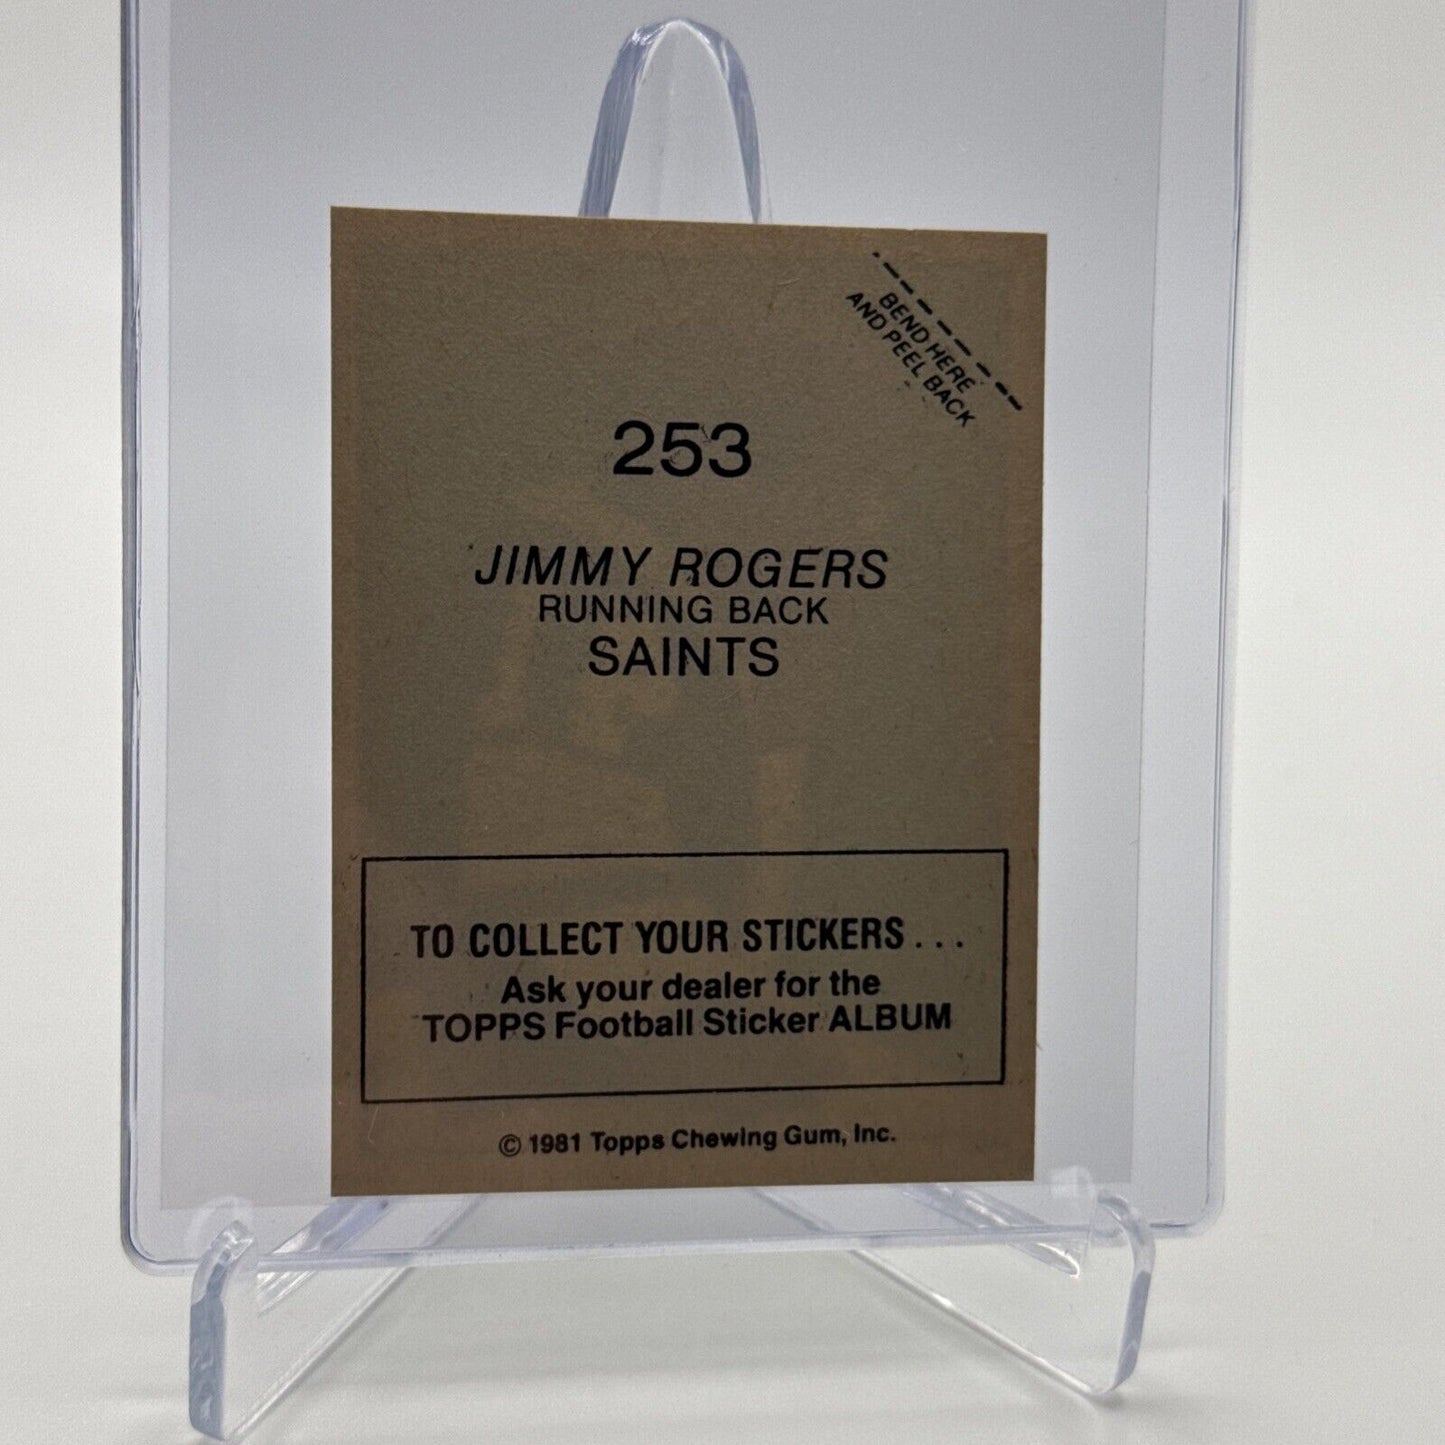 BEND HERE
AND PEEL BACK
253
JIMMY ROGERS
RUNNING BACK
SAINTS
TO COLLECT YOUR STICKERS...
Ask your dealer for the
TOPPS Football Sticker ALBUM
© 1981 Topps Chewing Gum, Inc.